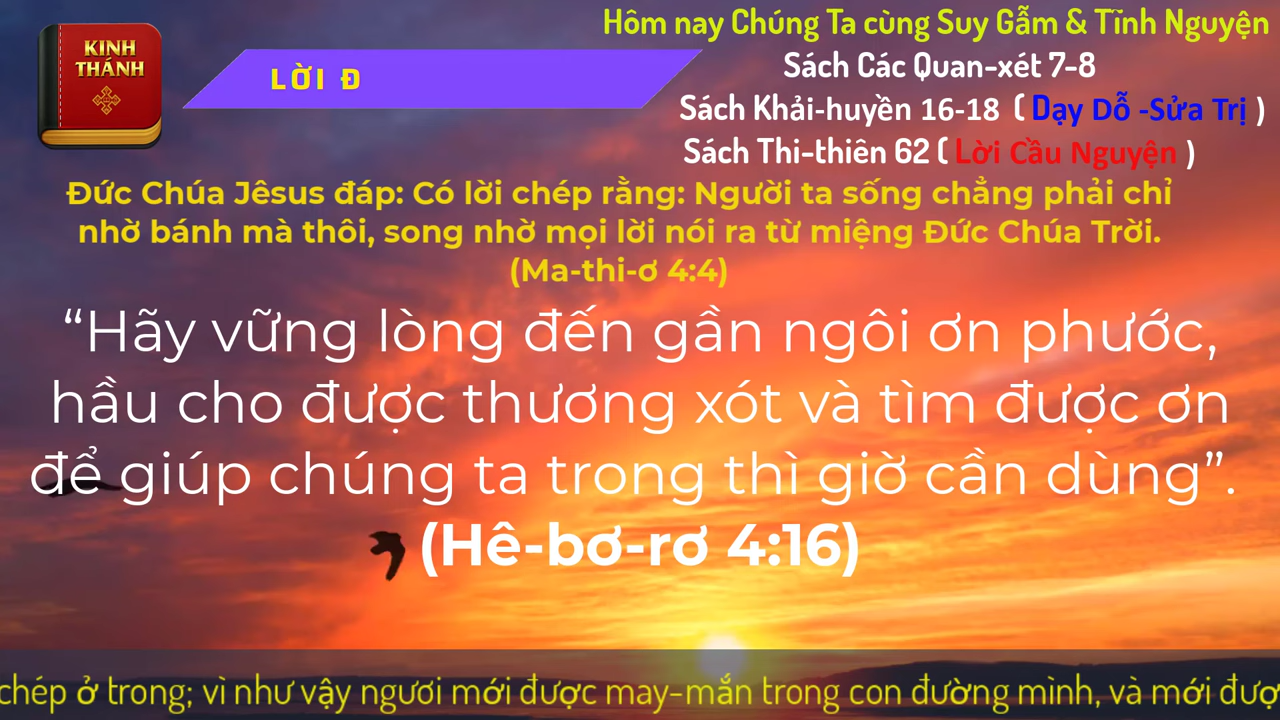 KINH
THÁNH
LỜI Đ
Hôm nay Chúng Ta cùng Suy Gẫm & Tĩnh Nguyện
Sách Các Quan-xét 7-8
Sách Khải-huyền 16-18 ( Dạy Dỗ -Sửa Trị )
Sách Thi-thiên 62 ( Lời Cầu Nguyện )
Đức Chúa Jêsus đáp: Có lời chép rằng: Người ta sống chẳng phải chỉ
nhờ bánh mà thôi, song nhờ mọi lời nói ra từ miệng Đức Chúa Trời.
(Ma-thi-ơ 4:4)
“Hãy vững lòng đến gần ngôi ơn phước,
hầu cho được thương xót và tìm được ơn
để giúp chúng ta trong thì giờ cần dùng”.
(Hê-bơ-rơ 4:16)
chép ở trong; vì như vậy ngươi mới được may-mắn trong con đường mình, và mới đượ